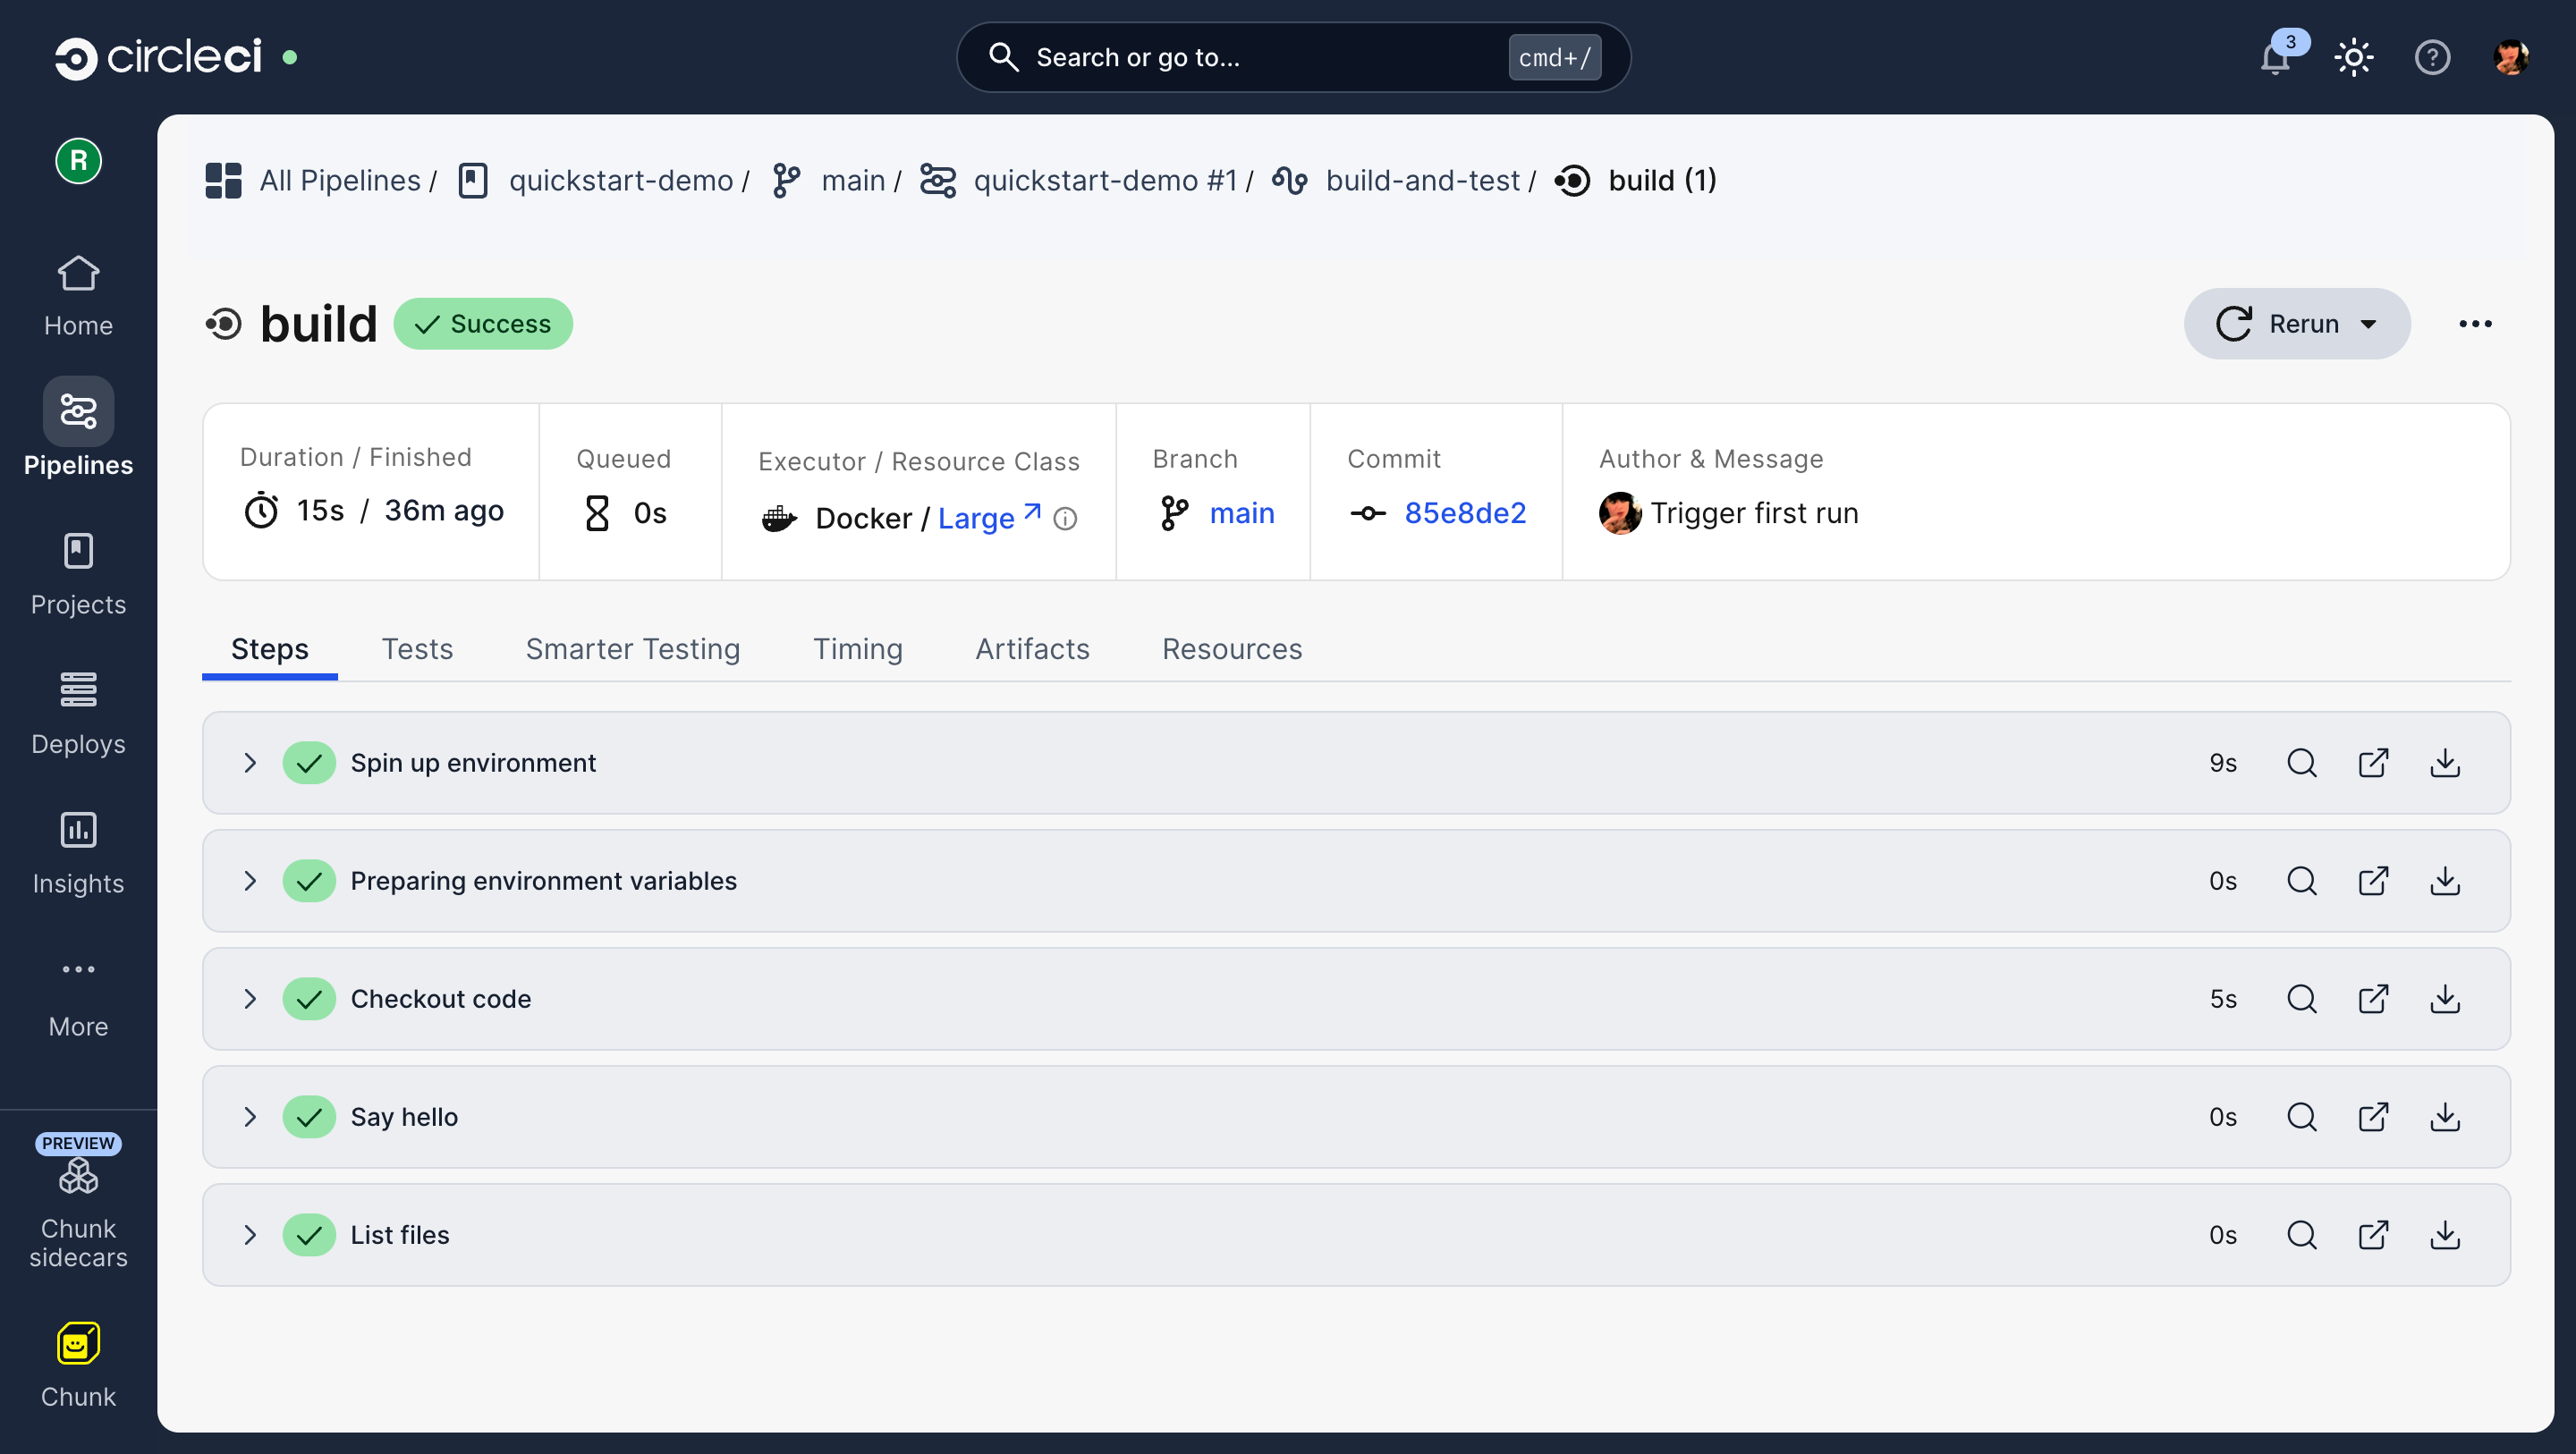 circleci
Search or go to... cmd+/
3
?
R
All Pipelines / quickstart-demo / main / quickstart-demo #1 / build-and-test / build (1)
Home
Pipelines
Projects
Deploys
Insights
More
PREVIEW
Chunk
sidecars
Chunk
build Success
Rerun
Duration / Finished
15s / 36m ago
Queued
0s
Executor / Resource Class
Docker / Large
Branch
main
Commit
85e8de2
Author & Message
Trigger first run
Steps Tests Smarter Testing Timing Artifacts Resources
Spin up environment 9s
Preparing environment variables 0s
Checkout code 5s
Say hello 0s
List files 0s